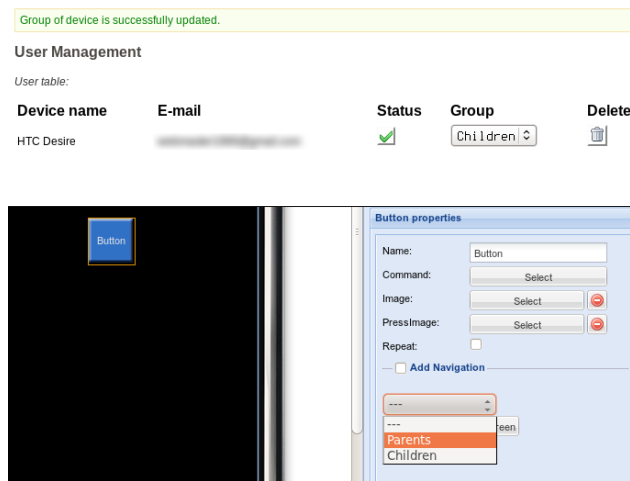 Group of device is successfully updated.
User Management
User table:
Device name E-mail Status Group Delete
HTC Desire Children
Button
Button properties
Name: Button
Command: Select
Image: Select
PressImage: Select
Repeat:
Add Navigation
---
---
Parents
Children